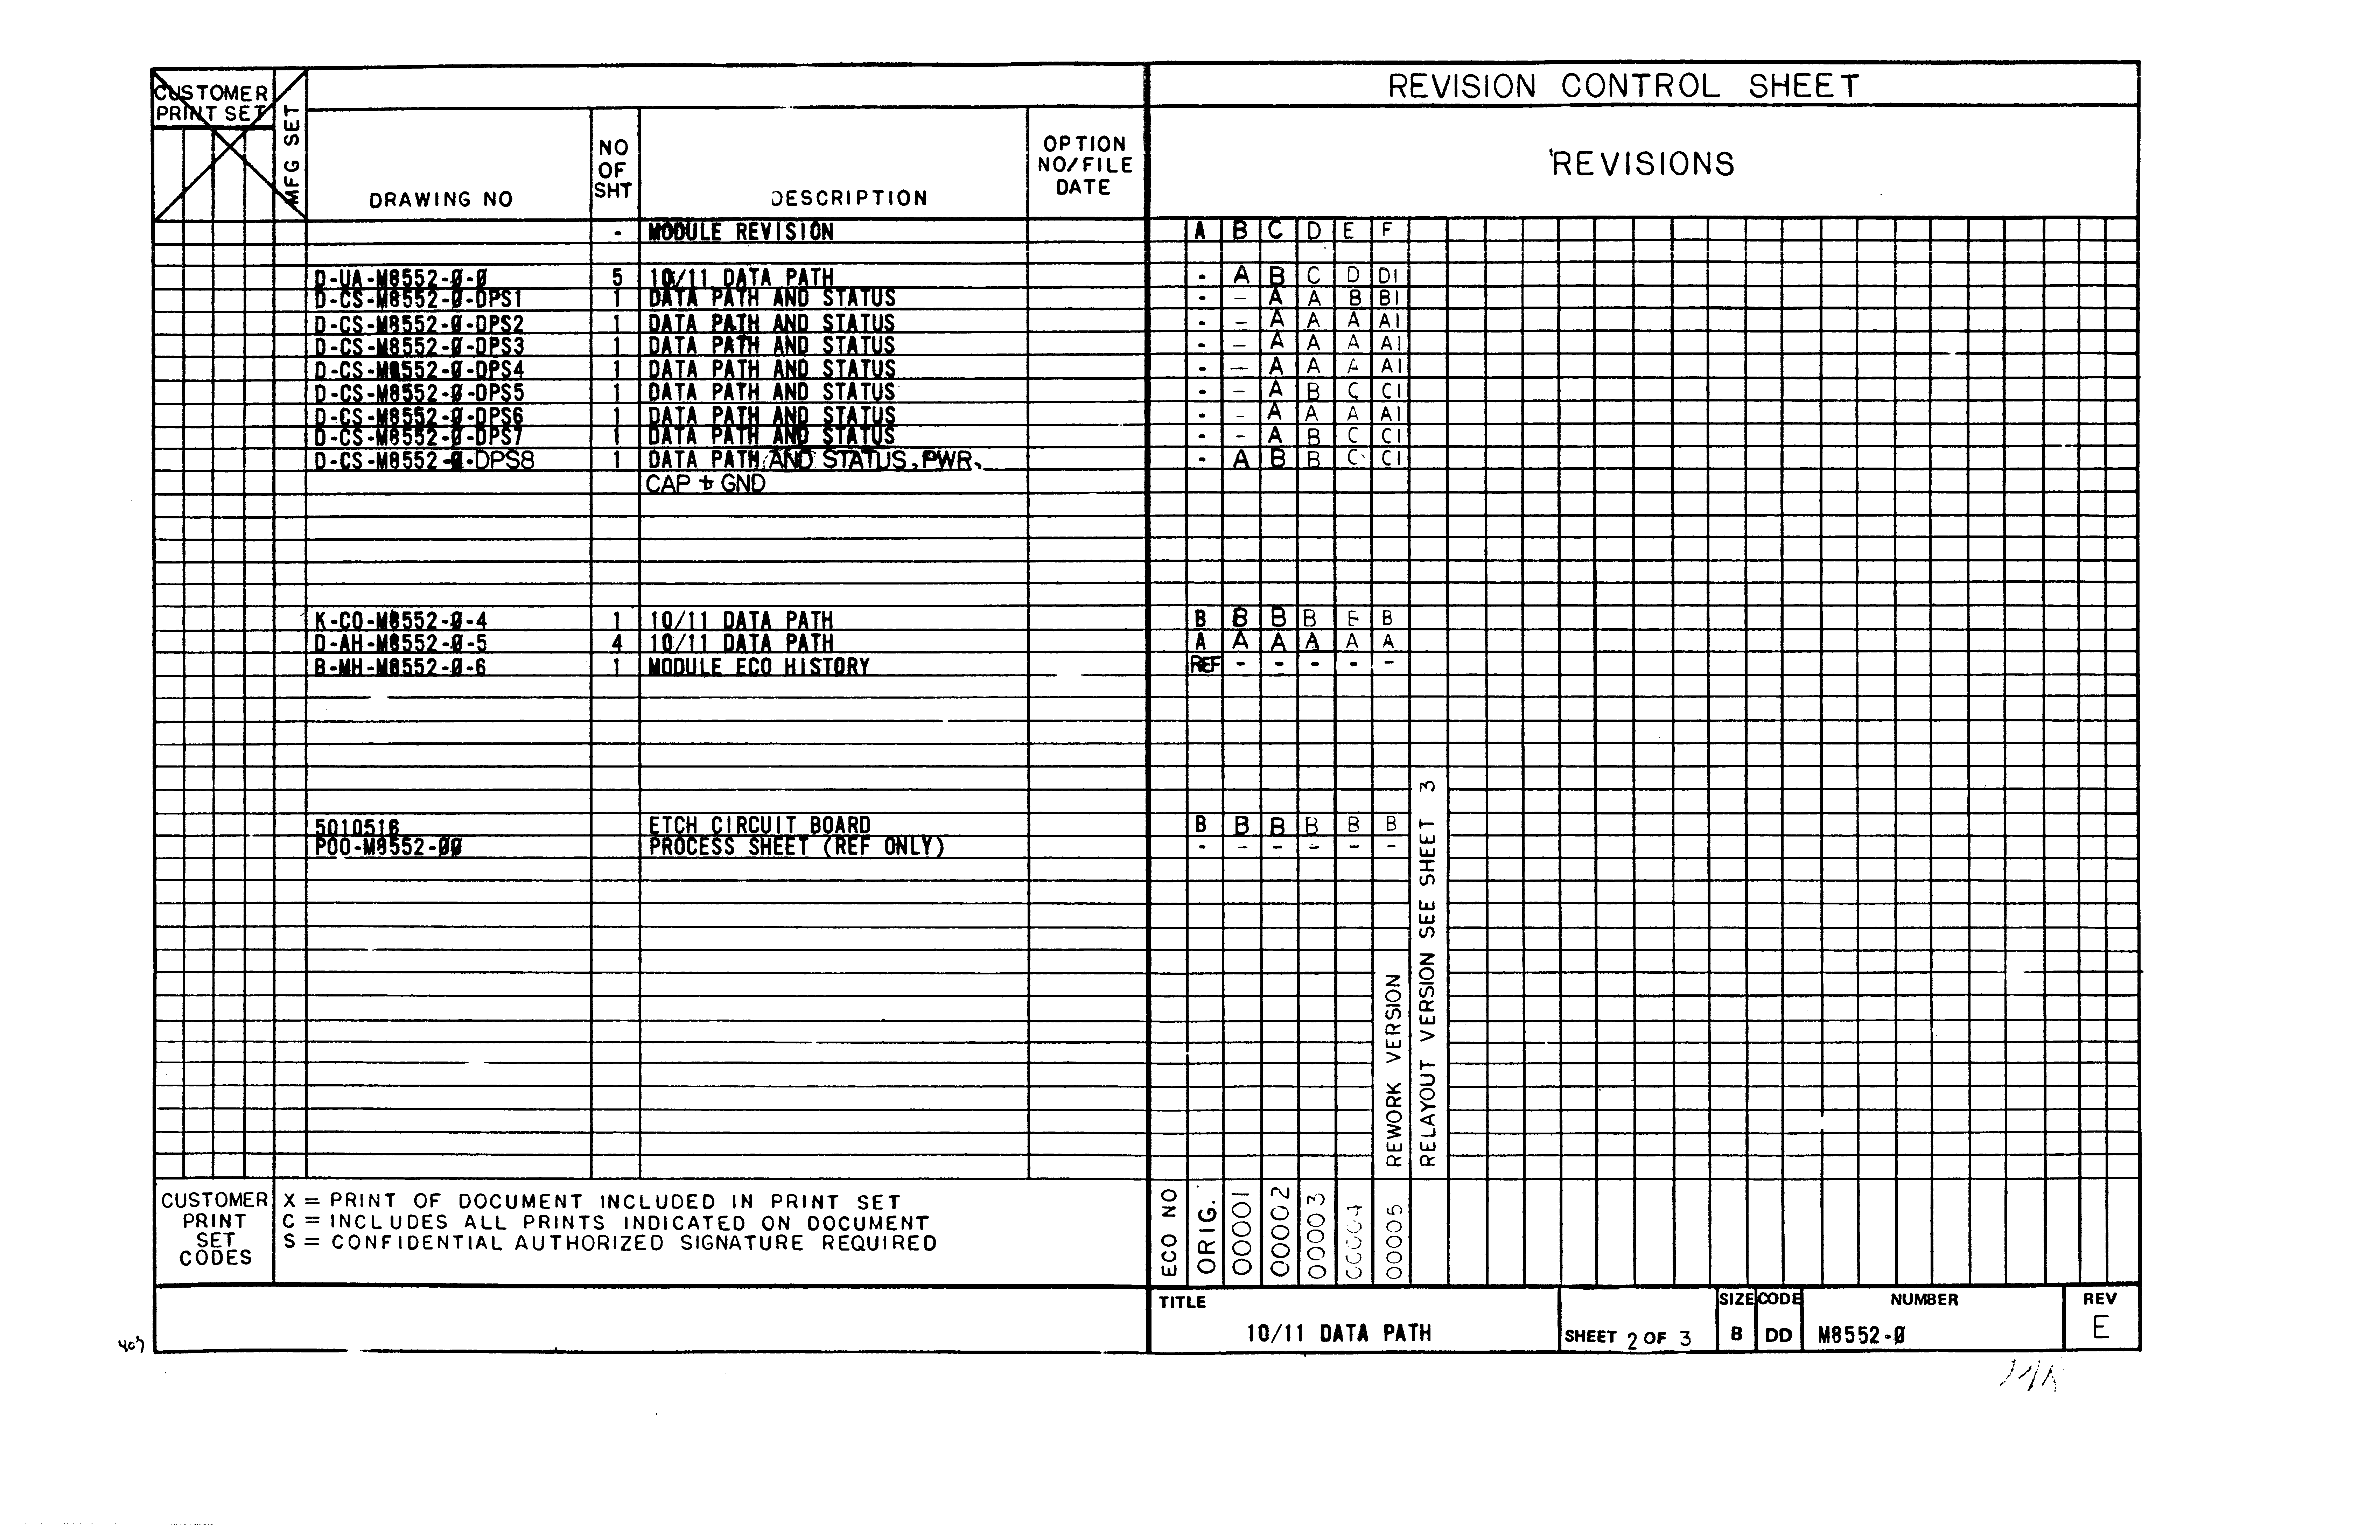 CUSTOMER
PRINT SET
MFG SET
DRAWING NO
NO
OF
SHT
DESCRIPTION
OPTION
NO/FILE
DATE
REVISION CONTROL SHEET
REVISIONS
- MODULE REVISION A B C D E F
D-UA-M8552-Ø-Ø 5 10/11 DATA PATH - A B C D D1
D-CS-M8552-Ø-DPS1 1 DATA PATH AND STATUS - - A A B B1
D-CS-M8552-Ø-DPS2 1 DATA PATH AND STATUS - - A A A A1
D-CS-M8552-Ø-DPS3 1 DATA PATH AND STATUS - - A A A A1
D-CS-M8552-Ø-DPS4 1 DATA PATH AND STATUS - - A A A A1
D-CS-M8552-Ø-DPS5 1 DATA PATH AND STATUS - - A B C C1
D-CS-M8552-Ø-DPS6 1 DATA PATH AND STATUS - - A A A A1
D-CS-M8552-Ø-DPS7 1 DATA PATH AND STATUS - - A B C C1
D-CS-M8552-Ø-DPS8 1 DATA PATH AND STATUS, PWR, - A B B C C1
CAP & GND
K-CO-M8552-Ø-4 1 10/11 DATA PATH B B B B B
D-AH-M8552-Ø-5 4 10/11 DATA PATH A A A A A A
B-MH-M8552-Ø-6 1 MODULE ECO HISTORY REF - - - - -
5010516 ETCH CIRCUIT BOARD B B B B B B
P00-M8552-ØØ PROCESS SHEET (REF ONLY) - - - - - -
REWORK VERSION
RELAYOUT VERSION SEE SHEET 3
CUSTOMER
PRINT
SET
CODES
X = PRINT OF DOCUMENT INCLUDED IN PRINT SET
C = INCLUDES ALL PRINTS INDICATED ON DOCUMENT
S = CONFIDENTIAL AUTHORIZED SIGNATURE REQUIRED
ECO NO
ORIG.
00001
00002
00003
00004
00005
TITLE
10/11 DATA PATH
SHEET 2 OF 3
SIZE
B
CODE
DD
NUMBER
M8552-Ø
REV
E